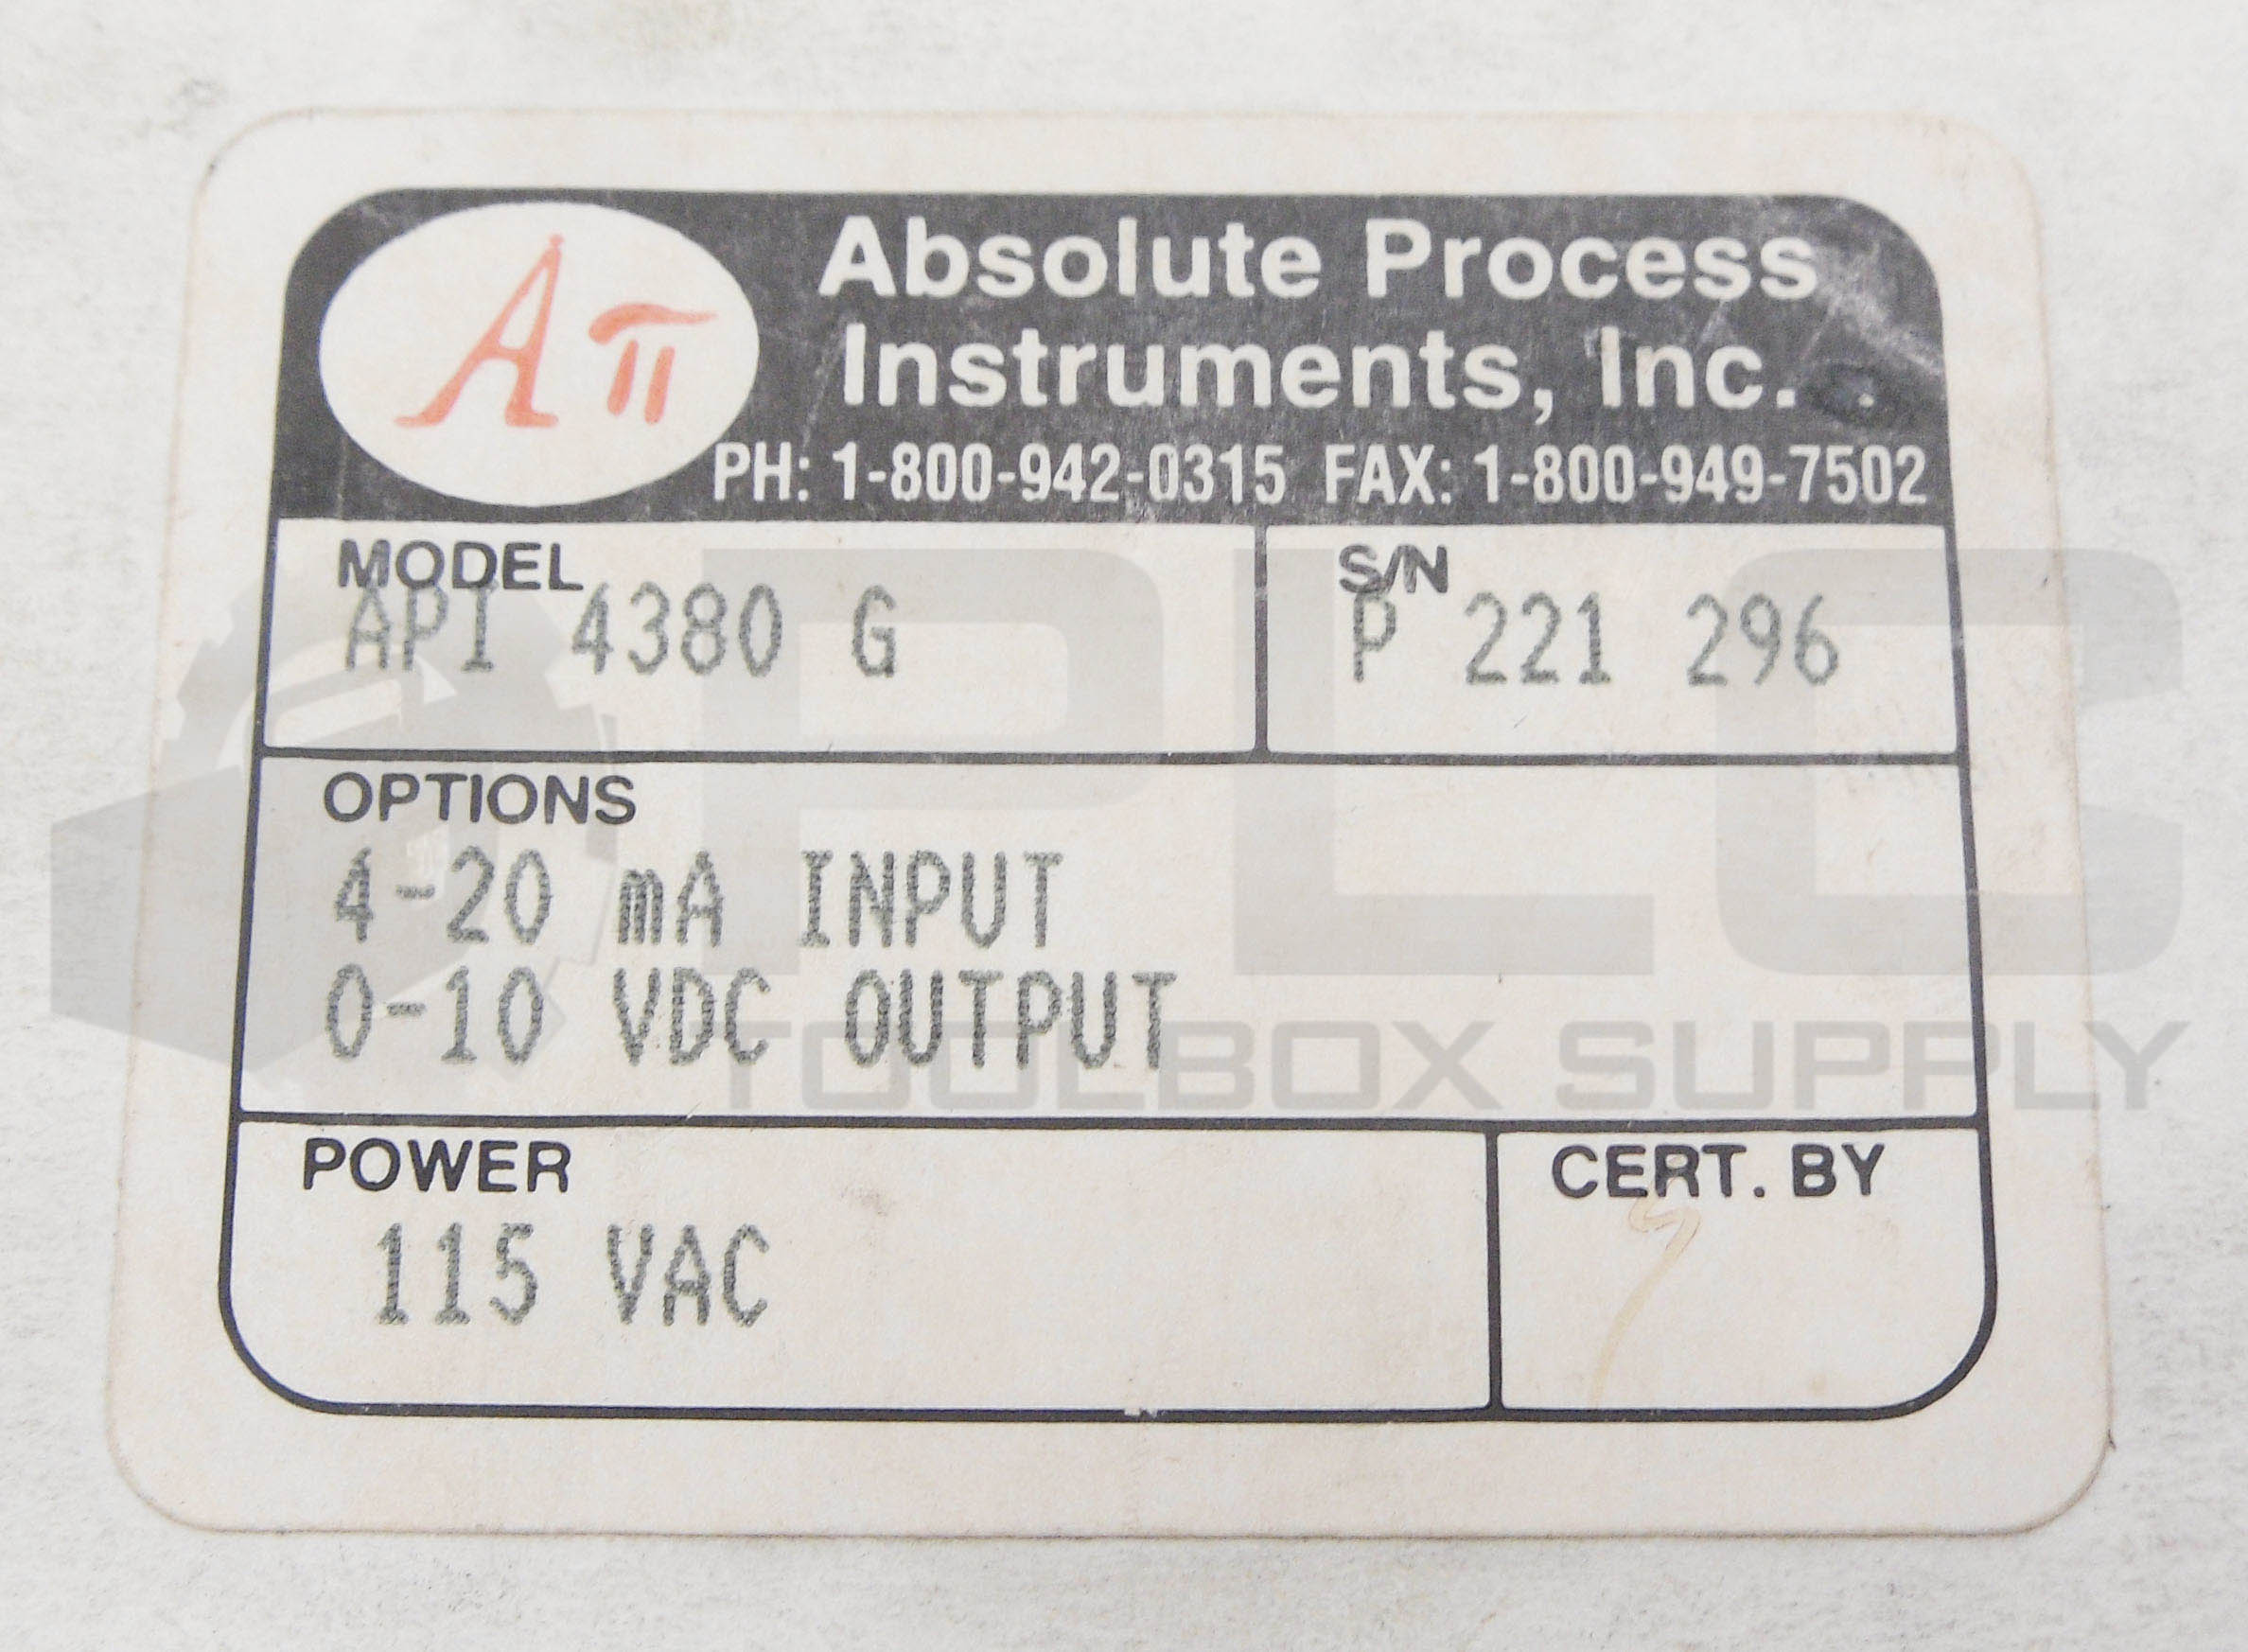 Aπ
Absolute Process
Instruments, Inc.
PH: 1-800-942-0315 FAX: 1-800-949-7502
MODEL
API 4380 G
S/N
P 221 296
OPTIONS
4-20 mA INPUT
0-10 VDC OUTPUT
POWER
115 VAC
CERT. BY
PLC
TOOLBOX SUPPLY